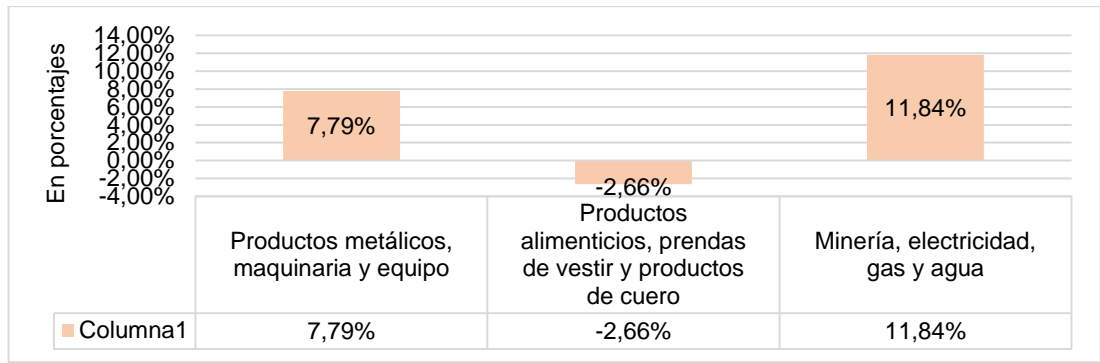 En porcentajes
14,00%
12,00%
10,00%
8,00%
6,00%
4,00%
2,00%
0,00%
-2,00%
-4,00%
7,79%
-2,66%
11,84%
Productos metálicos,
maquinaria y equipo
Productos
alimenticios, prendas
de vestir y productos
de cuero
Minería, electricidad,
gas y agua
Columna1 7,79% -2,66% 11,84%